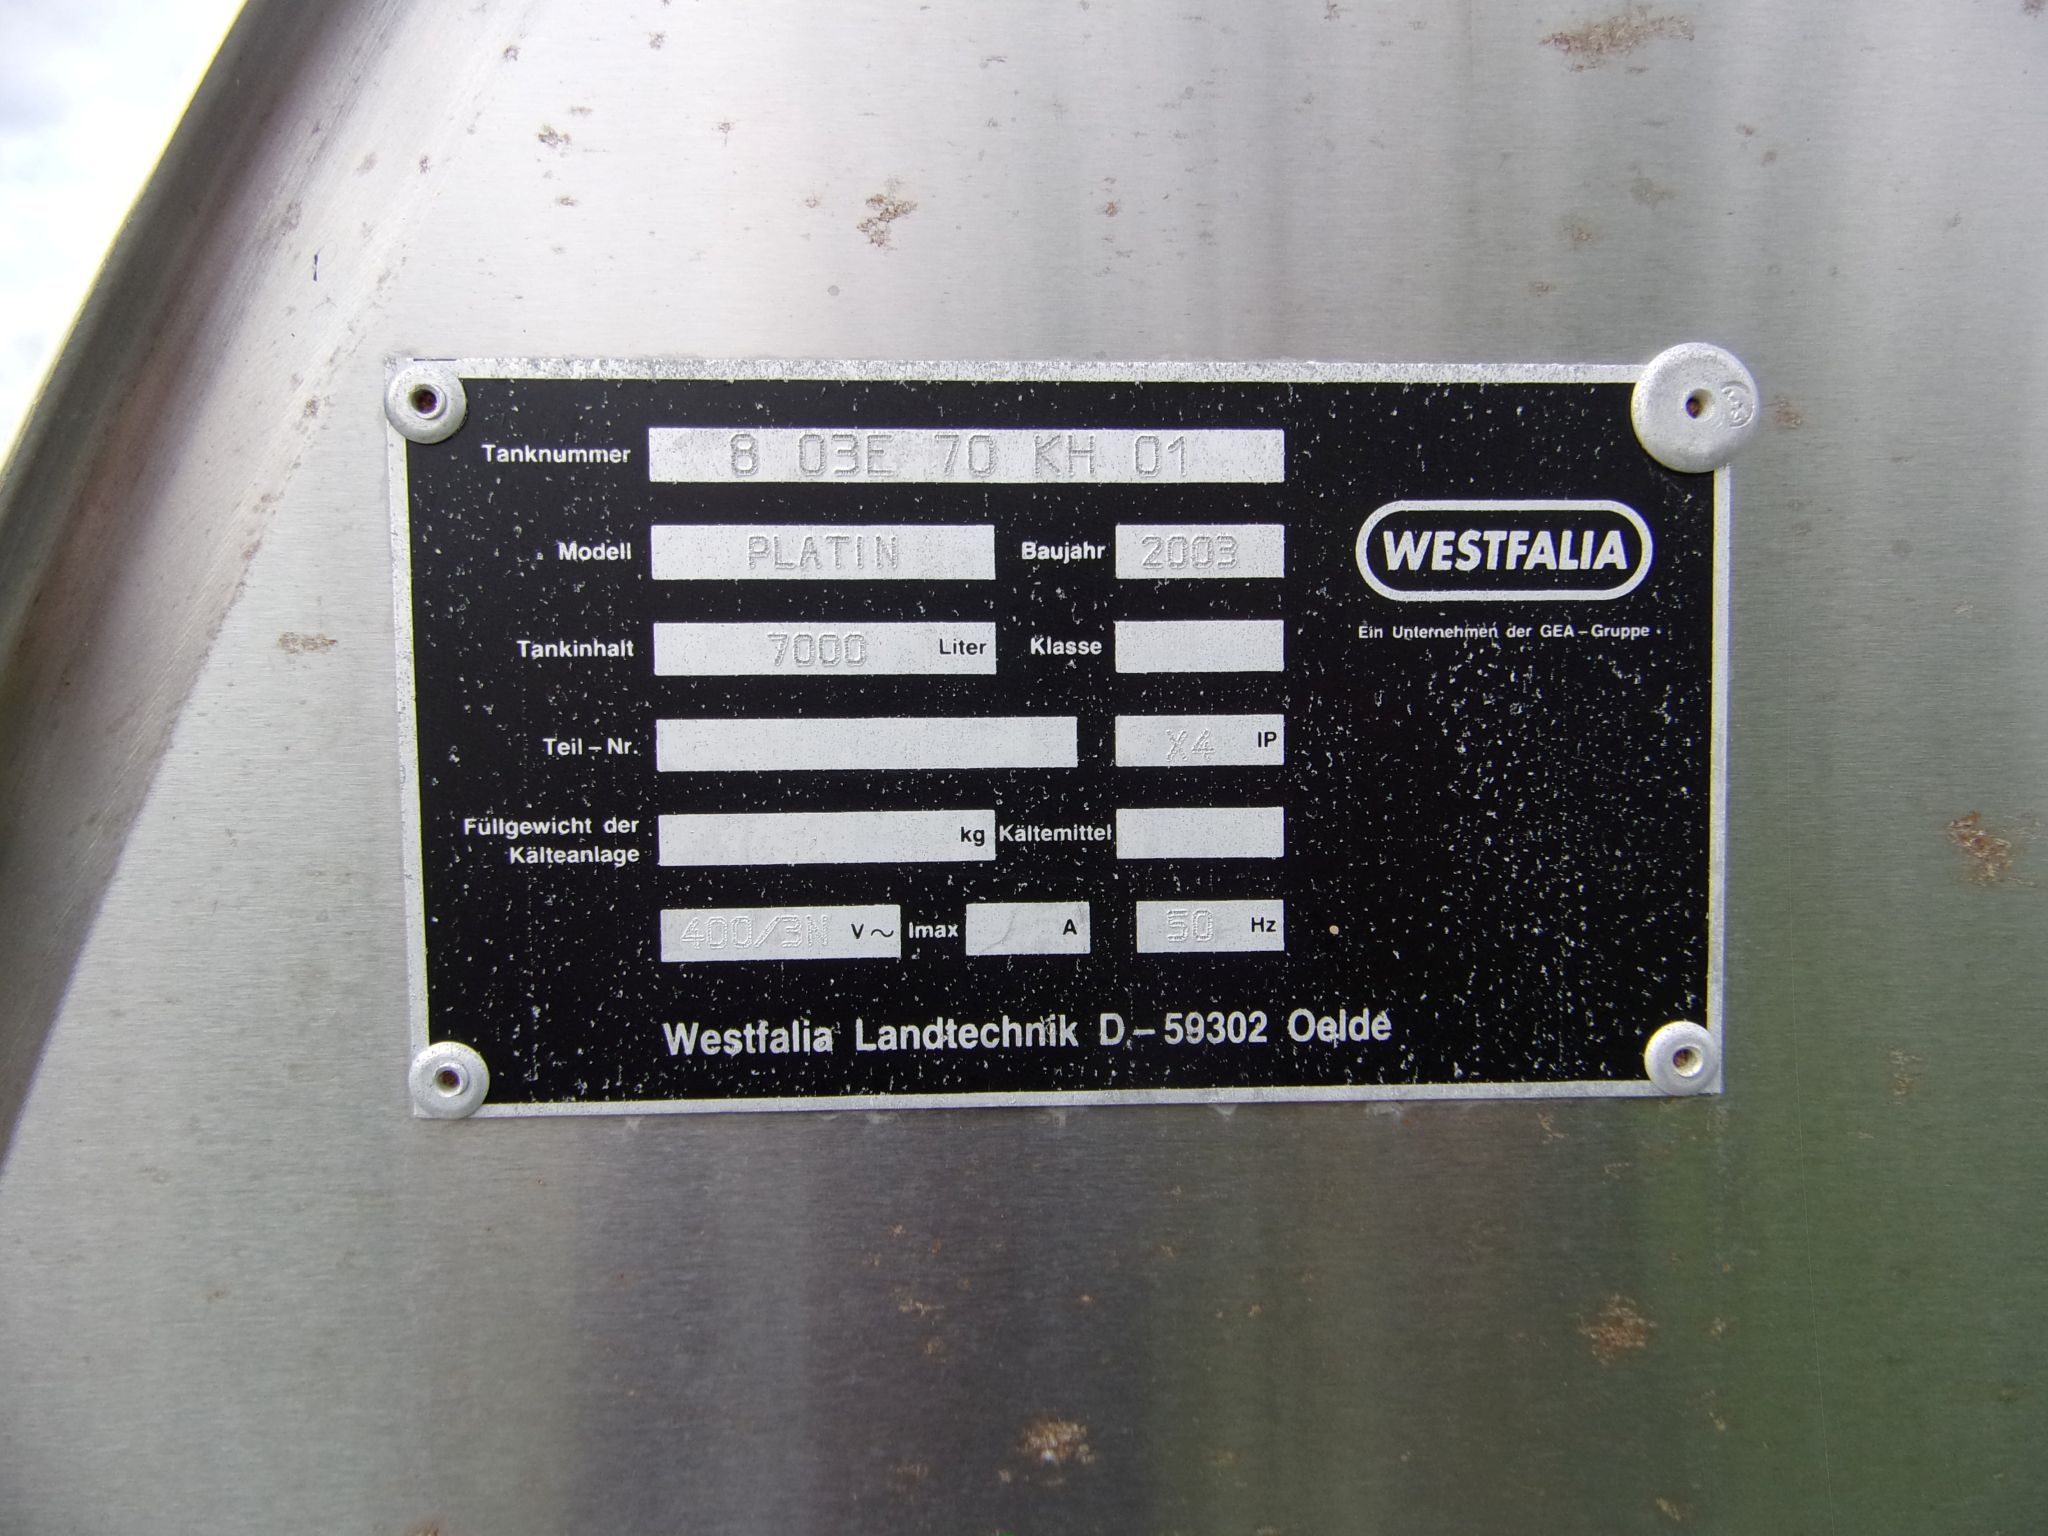 Tanknummer 8 03E 70 KH 01
Modell PLATIN Baujahr 2003
WESTFALIA
Ein Unternehmen der GEA-Gruppe
Tankinhalt 7000 Liter Klasse
Teil-Nr. X4 IP
Füllgewicht der Kälteanlage kg Kältemittel
400/3N V~ Imax A 50 Hz
Westfalia Landtechnik D-59302 Oelde